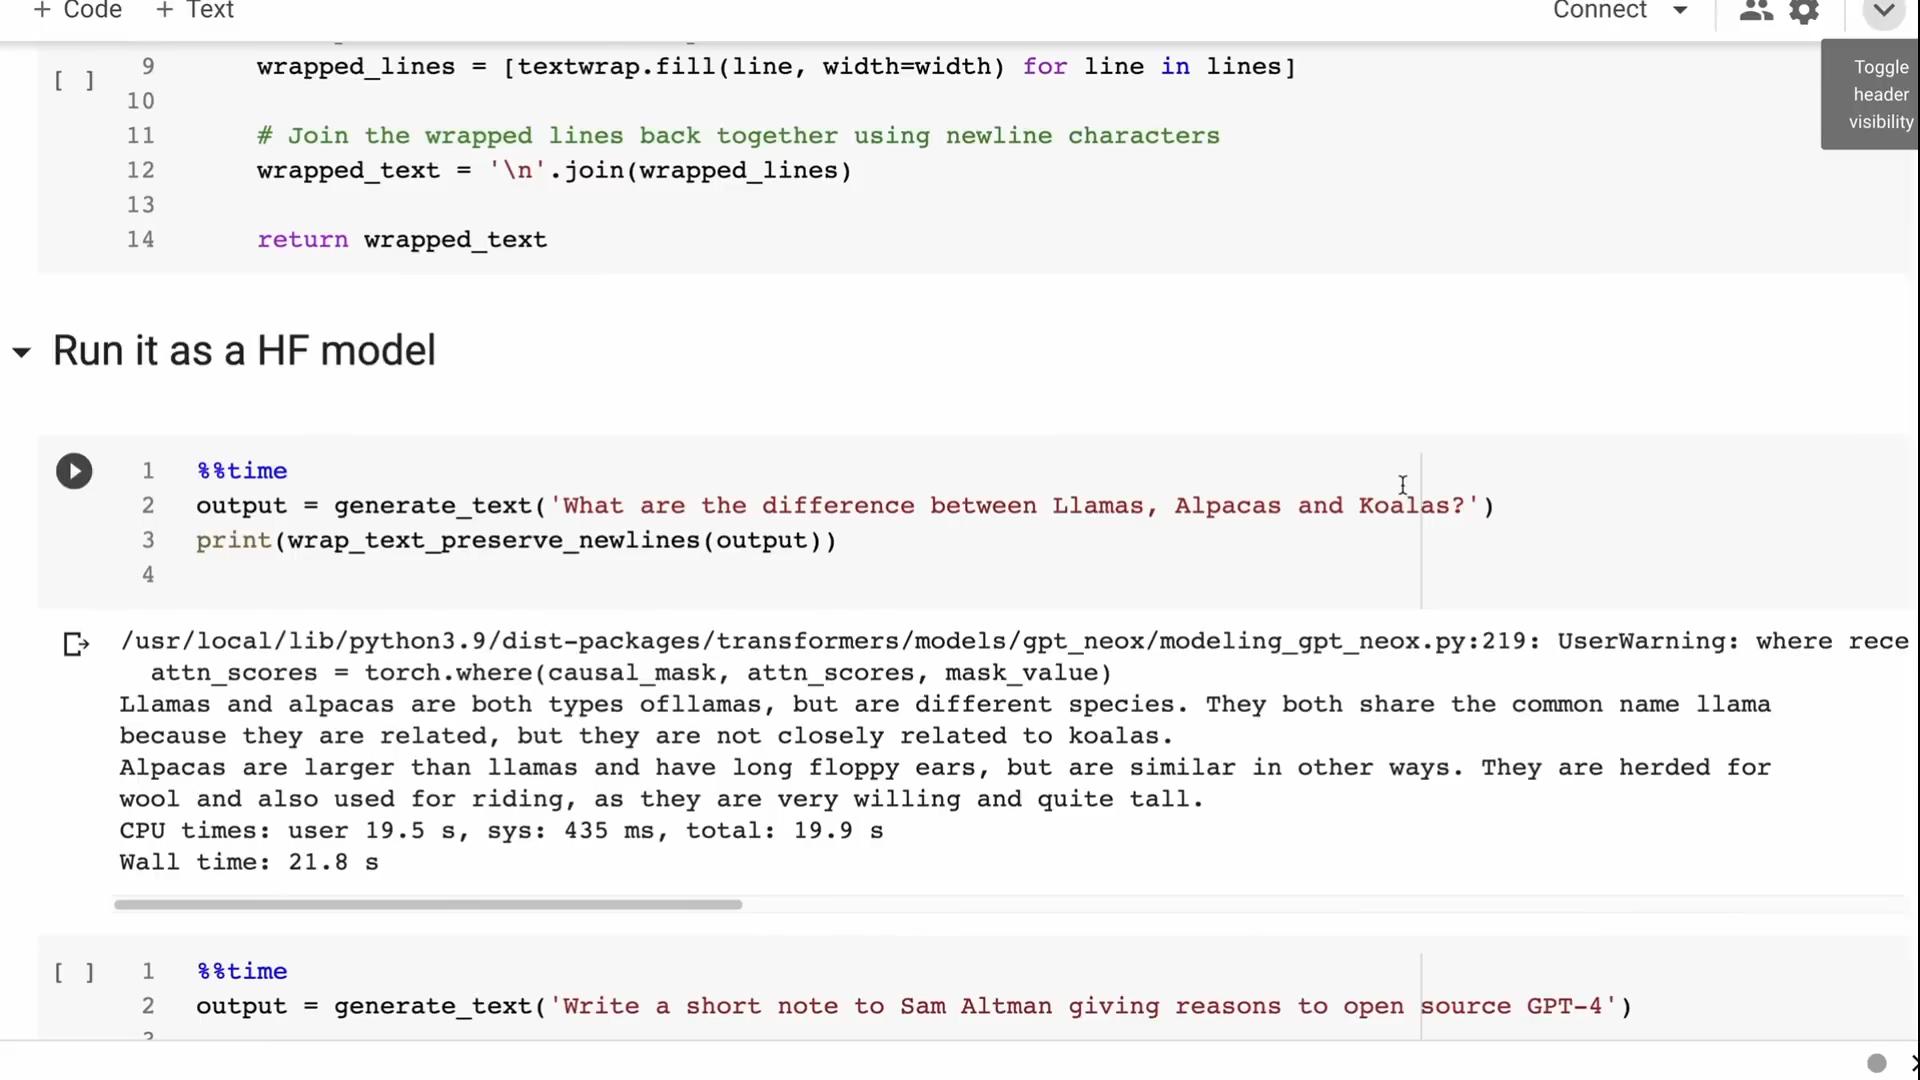 + Code + Text Connect
Toggle
header
visibility
[ ] 9 wrapped_lines = [textwrap.fill(line, width=width) for line in lines]
10
11 # Join the wrapped lines back together using newline characters
12 wrapped_text = '\n'.join(wrapped_lines)
13
14 return wrapped_text
Run it as a HF model
1 %%time
2 output = generate_text('What are the difference between Llamas, Alpacas and Koalas?')
3 print(wrap_text_preserve_newlines(output))
4
/usr/local/lib/python3.9/dist-packages/transformers/models/gpt_neox/modeling_gpt_neox.py:219: UserWarning: where rece
attn_scores = torch.where(causal_mask, attn_scores, mask_value)
Llamas and alpacas are both types ofllamas, but are different species. They both share the common name llama
because they are related, but they are not closely related to koalas.
Alpacas are larger than llamas and have long floppy ears, but are similar in other ways. They are herded for
wool and also used for riding, as they are very willing and quite tall.
CPU times: user 19.5 s, sys: 435 ms, total: 19.9 s
Wall time: 21.8 s
[ ] 1 %%time
2 output = generate_text('Write a short note to Sam Altman giving reasons to open source GPT-4')